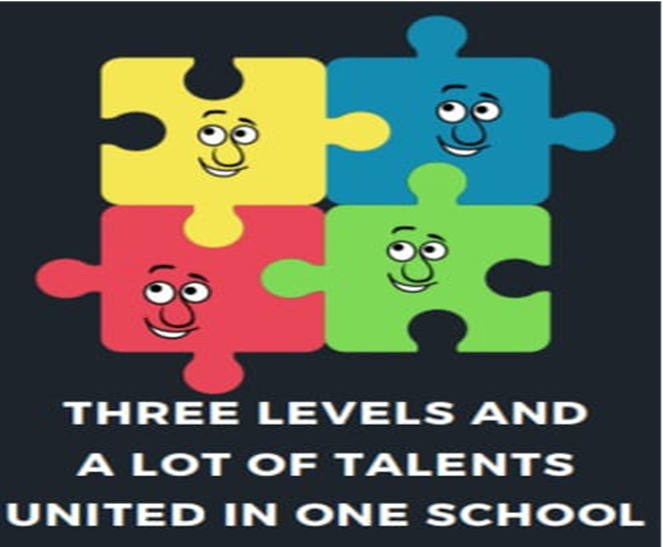 THREE LEVELS AND
A LOT OF TALENTS
UNITED IN ONE SCHOOL